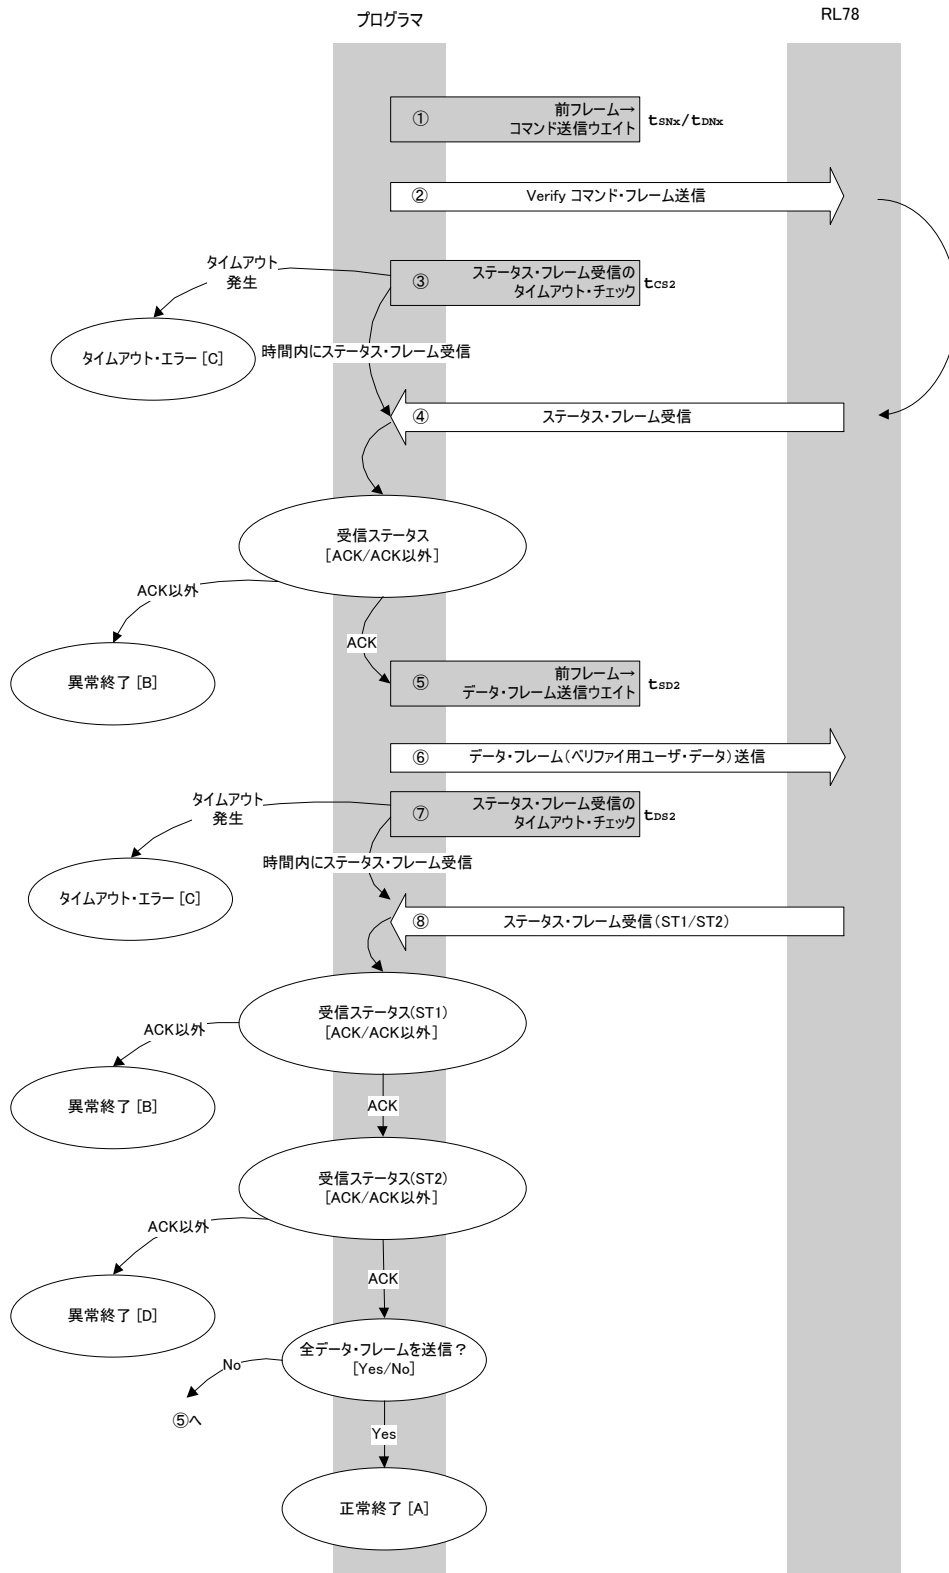 プログラマ
RL78
①
前フレーム→
コマンド送信ウエイト
tSNx/tDNx
②
Verify コマンド・フレーム送信
タイムアウト
発生
③
ステータス・フレーム受信の
タイムアウト・チェック
tCS2
タイムアウト・エラー [C]
時間内にステータス・フレーム受信
④
ステータス・フレーム受信
受信ステータス
[ACK/ACK以外]
ACK以外
ACK
異常終了 [B]
⑤
前フレーム→
データ・フレーム送信ウエイト
tSD2
⑥
データ・フレーム(ベリファイ用ユーザ・データ)送信
タイムアウト
発生
⑦
ステータス・フレーム受信の
タイムアウト・チェック
tDS2
時間内にステータス・フレーム受信
タイムアウト・エラー [C]
⑧
ステータス・フレーム受信(ST1/ST2)
受信ステータス(ST1)
[ACK/ACK以外]
ACK以外
異常終了 [B]
ACK
受信ステータス(ST2)
[ACK/ACK以外]
ACK以外
ACK
異常終了 [D]
全データ・フレームを送信?
[Yes/No]
No
⑤へ
Yes
正常終了 [A]